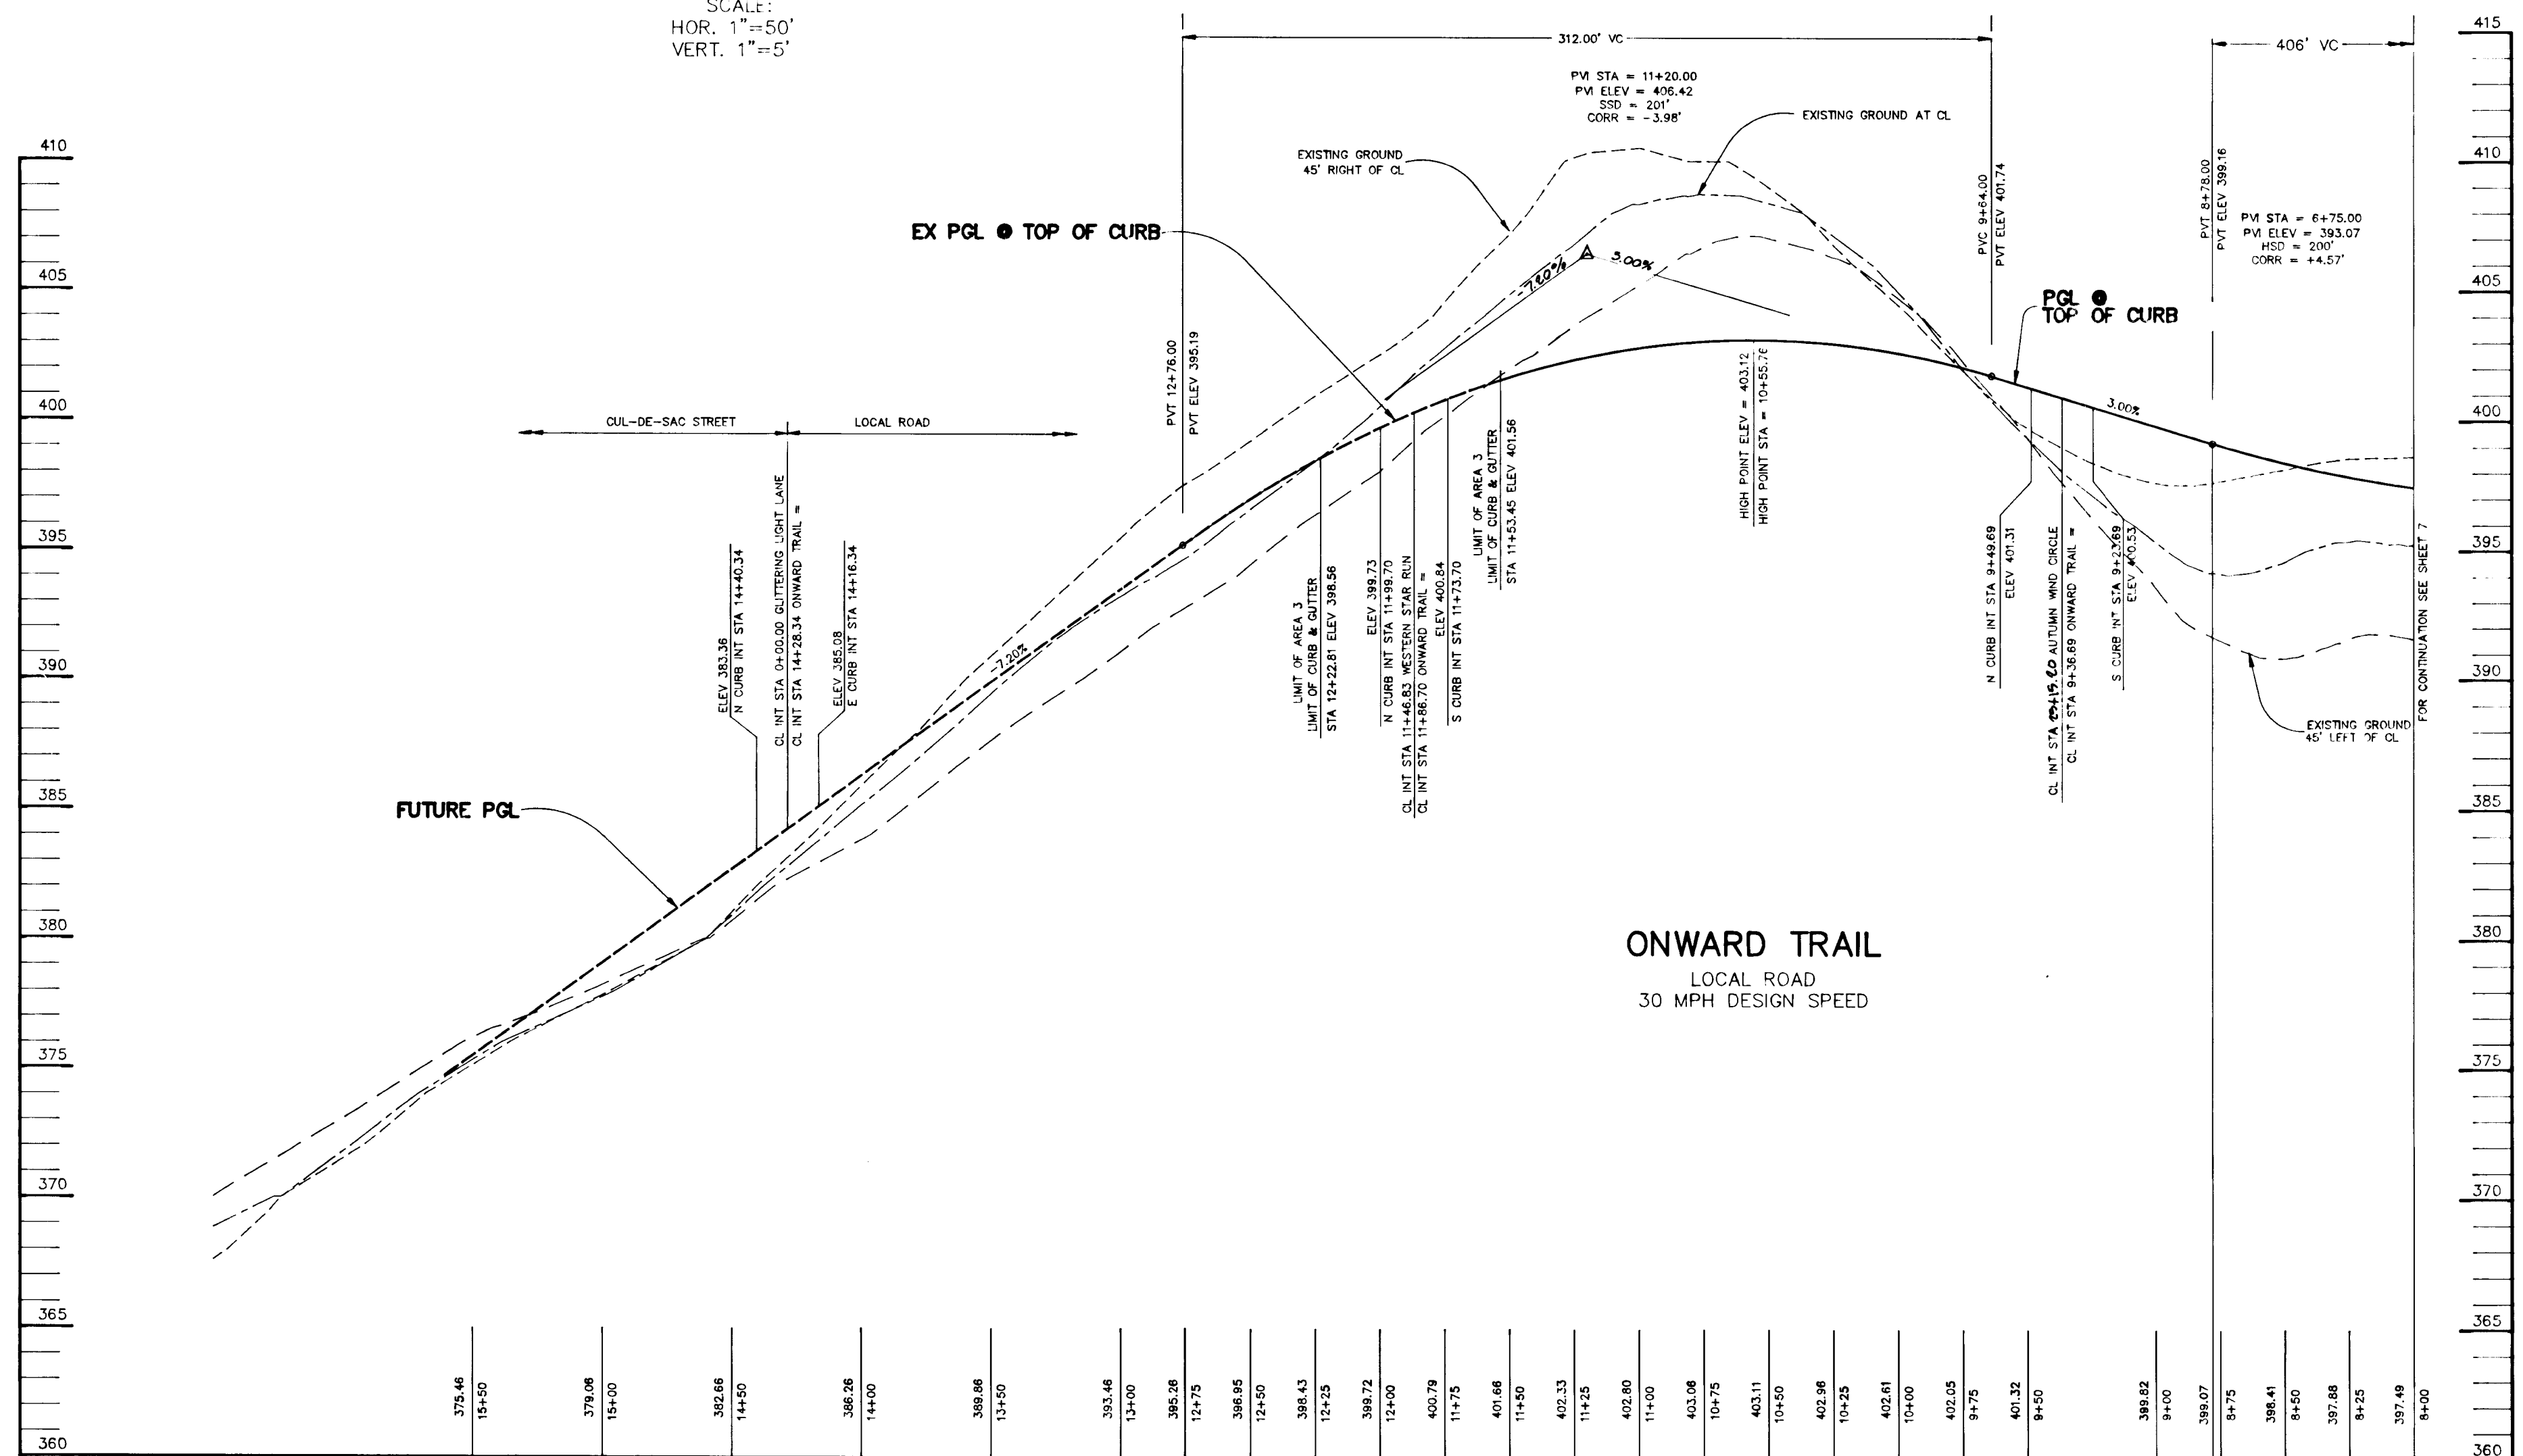 SCALE:
HOR. 1"=50'
VERT. 1"=5'
415
410
405
400
395
390
385
380
375
370
365
360
410
405
400
395
390
385
380
375
370
365
360
312.00' VC
406' VC
PVI STA = 11+20.00
PVI ELEV = 406.42
SSD = 201'
CORR = -3.98'
EXISTING GROUND AT CL
EXISTING GROUND
45' RIGHT OF CL
EX PGL @ TOP OF CURB
-7.20%
3.00%
PVC 9+64.00
PVT ELEV 401.74
PVT 8+78.00
PVT ELEV 399.16
PVI STA = 6+75.00
PVI ELEV = 393.07
HSD = 200'
CORR = +4.57'
PGL @
TOP OF CURB
3.00%
PVT 12+76.00
PVT ELEV 395.19
CUL-DE-SAC STREET
LOCAL ROAD
ELEV 383.36
N CURB INT STA 14+40.34
CL INT STA 0+00.00 GLITTERING LIGHT LANE
CL INT STA 14+28.34 ONWARD TRAIL =
ELEV 385.08
E CURB INT STA 14+16.34
-7.20%
FUTURE PGL
LIMIT OF AREA 3
LIMIT OF CURB & GUTTER
STA 12+22.81 ELEV 398.56
ELEV 399.73
N CURB INT STA 11+99.70
CL INT STA 11+46.83 WESTERN STAR RUN
CL INT STA 11+86.70 ONWARD TRAIL =
ELEV 400.84
S CURB INT STA 11+73.70
LIMIT OF AREA 3
LIMIT OF CURB & GUTTER
STA 11+53.45 ELEV 401.56
HIGH POINT ELEV = 403.12
HIGH POINT STA = 10+55.76
N CURB INT STA 9+49.69
ELEV 401.31
CL INT STA AUTUMN WIND CIRCLE
CL INT STA 9+36.69 ONWARD TRAIL =
S CURB INT STA 9+23.69
ELEV 400.53
EXISTING GROUND
45' LEFT OF CL
FOR CONTINUATION SEE SHEET 7
ONWARD TRAIL
LOCAL ROAD
30 MPH DESIGN SPEED
375.46
15+50
379.06
15+00
382.66
14+50
386.26
14+00
389.86
13+50
393.46
13+00
395.26
12+75
396.95
12+50
398.43
12+25
399.72
12+00
400.79
11+75
401.66
11+50
402.33
11+25
402.80
11+00
403.06
10+75
403.11
10+50
402.96
10+25
402.61
10+00
402.05
9+75
401.32
9+50
399.82
9+00
399.07
8+75
398.41
8+50
397.88
8+25
397.49
8+00